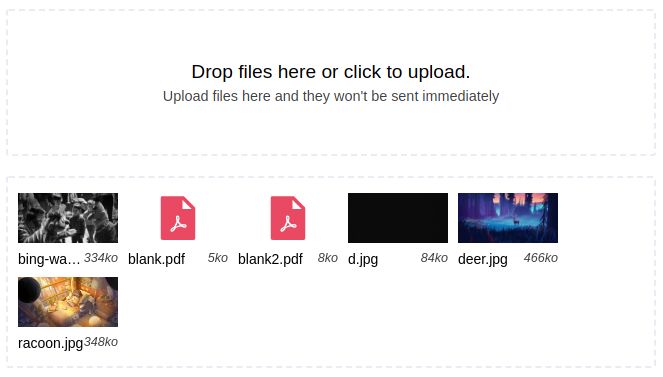 Drop files here or click to upload.
Upload files here and they won't be sent immediately
bing-wa... 334ko blank.pdf 5ko blank2.pdf 8ko d.jpg 84ko deer.jpg 466ko
racoon.jpg 348ko